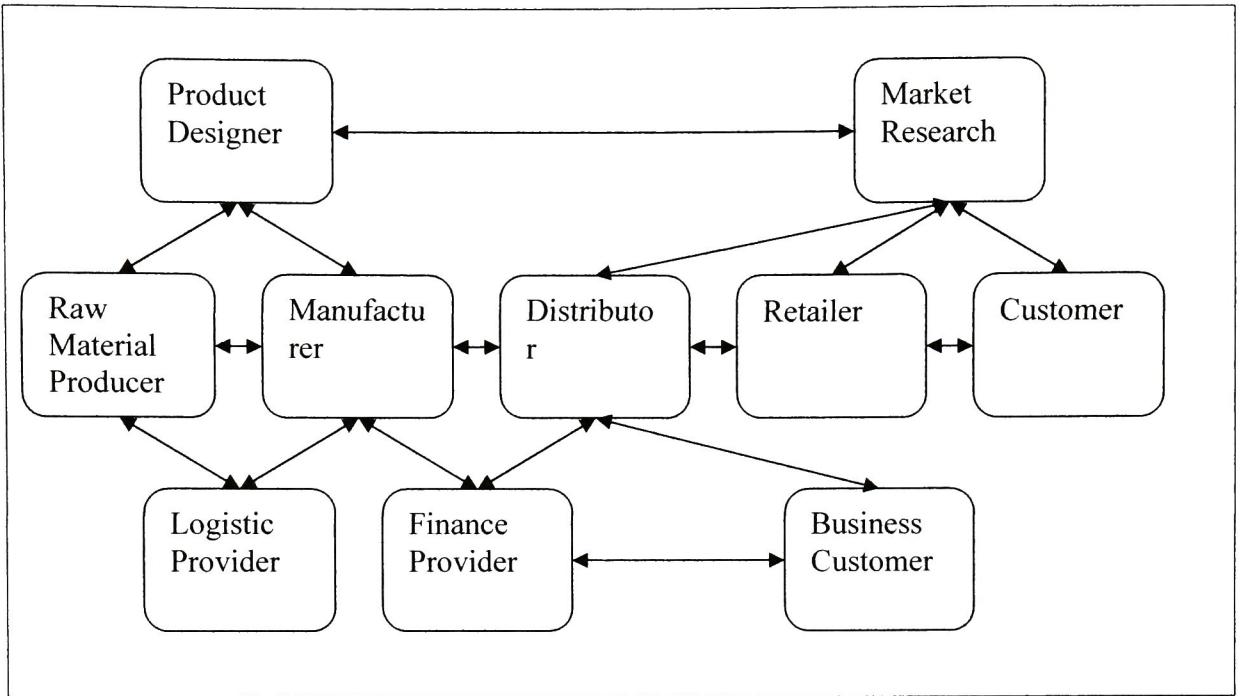 Product
Designer
Market
Research
Raw
Material
Producer
Manufactu
rer
Distributo
r
Retailer
Customer
Logistic
Provider
Finance
Provider
Business
Customer